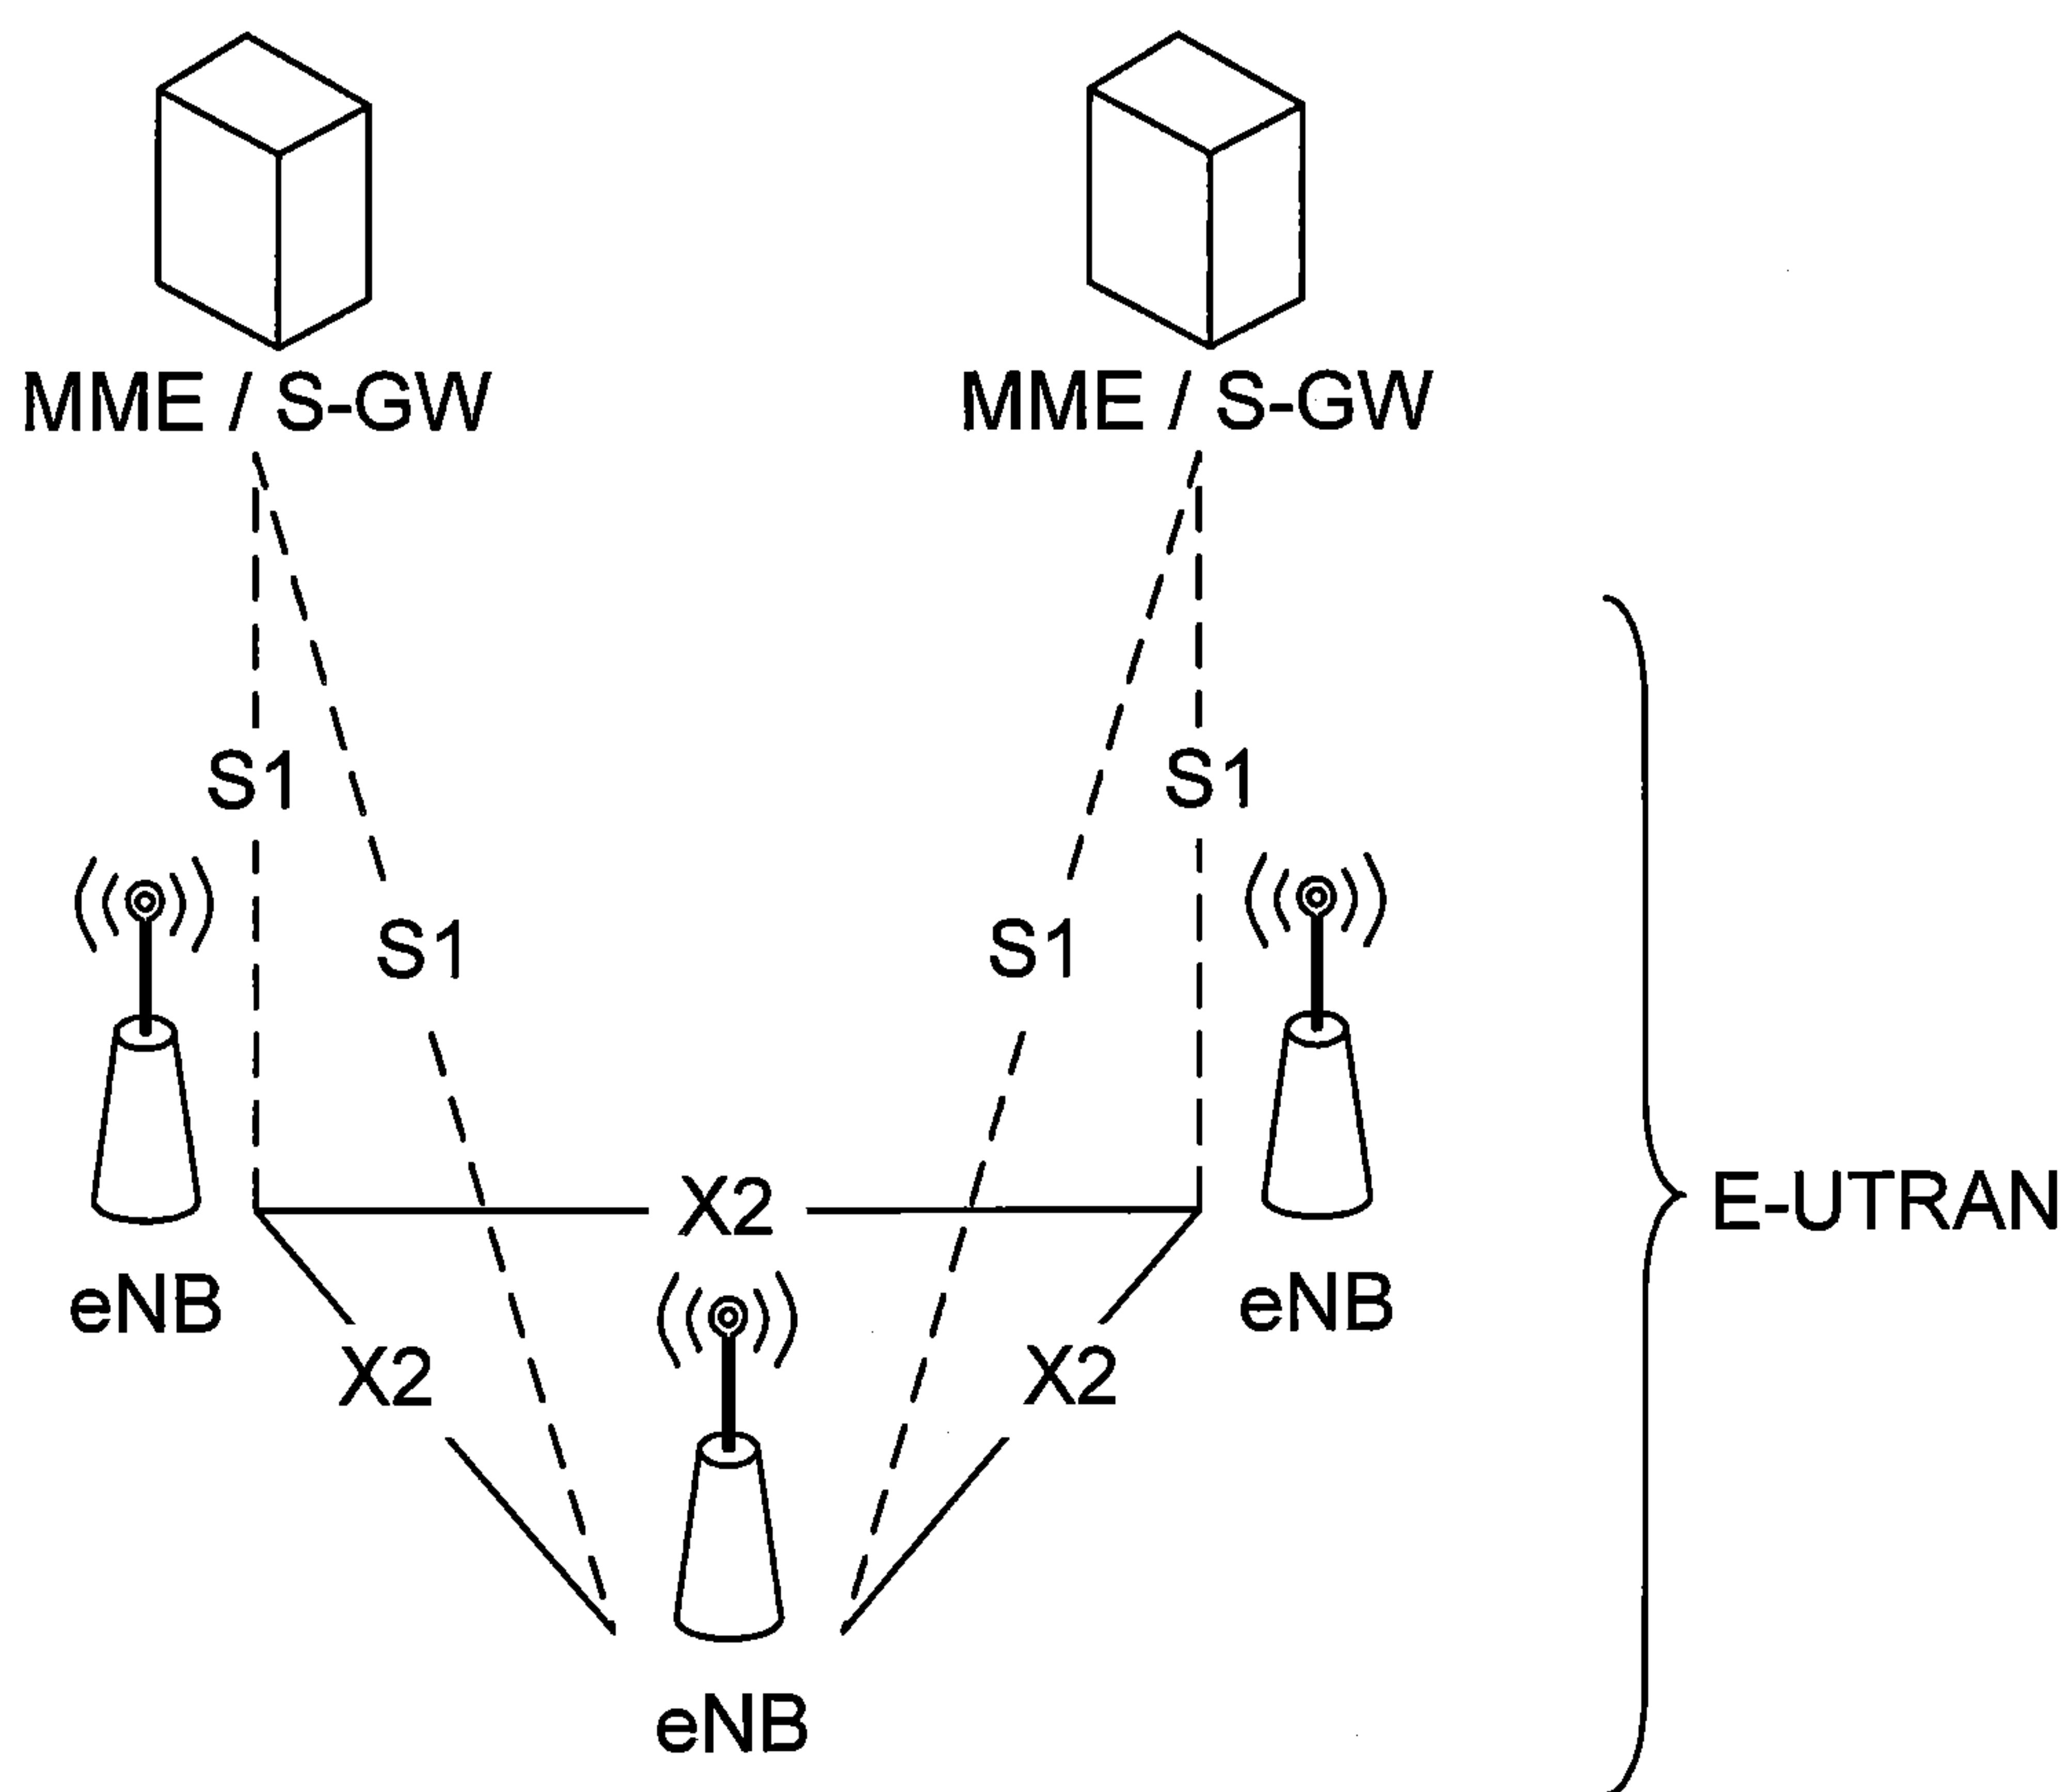 MME / S-GW
MME / S-GW
S1
S1
S1
S1
X2
E-UTRAN
eNB
eNB
X2
X2
eNB